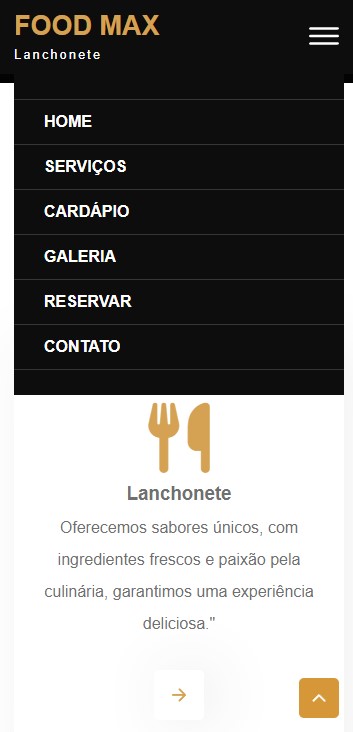 FOOD MAX
Lanchonete
HOME
SERVIÇOS
CARDÁPIO
GALERIA
RESERVAR
CONTATO
Lanchonete
Oferecemos sabores únicos, com
ingredientes frescos e paixão pela
culinária, garantimos uma experiência
deliciosa."